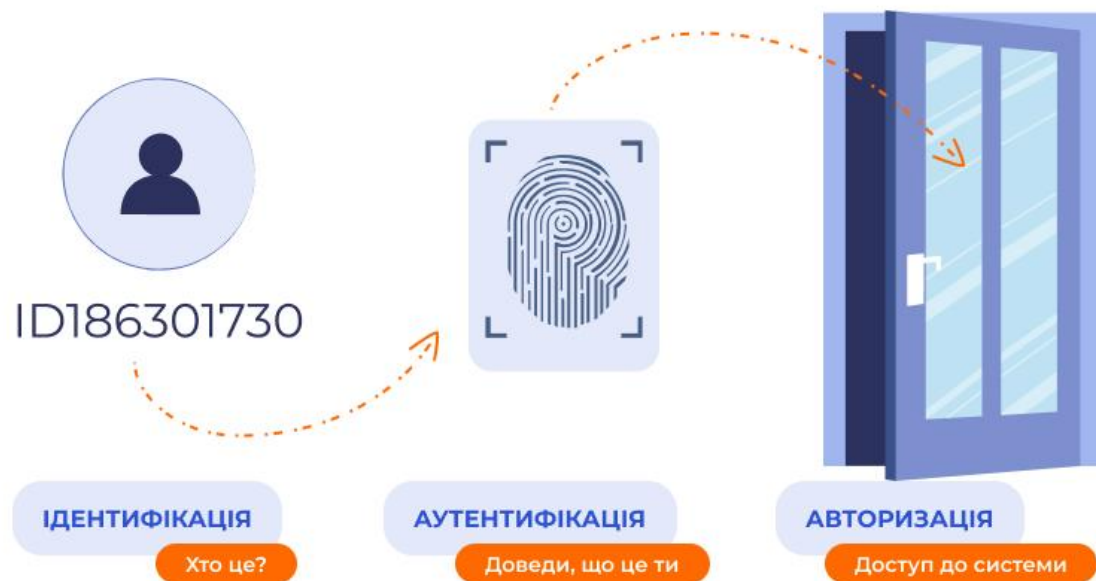 ID186301730
ІДЕНТИФІКАЦІЯ
Хто це?
АУТЕНТИФІКАЦІЯ
Доведи, що це ти
АВТОРИЗАЦІЯ
Доступ до системи